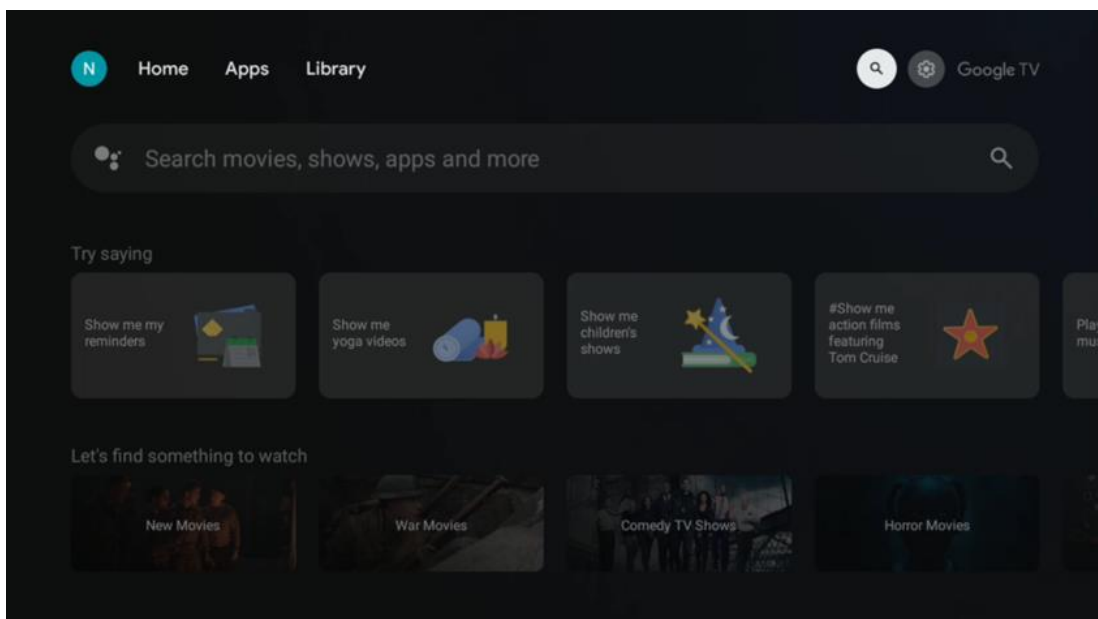 N Home Apps Library Google TV
Search movies, shows, apps and more
Try saying
Show me my
reminders
Show me
yoga videos
Show me
children's
shows
#Show me
action films
featuring
Tom Cruise
Let's find something to watch
New Movies
War Movies
Comedy TV Shows
Horror Movies